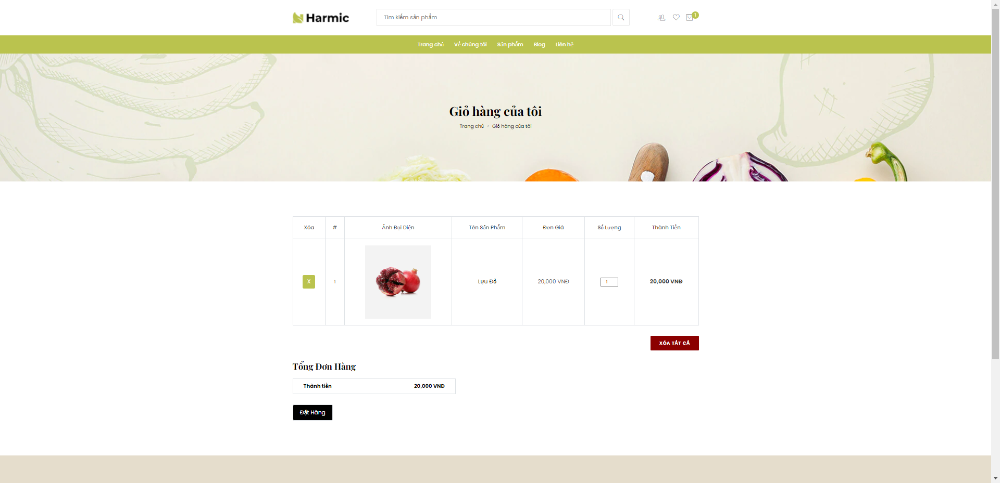 Harmic
Tìm kiếm sản phẩm
1
Trang chủ Về chúng tôi Sản phẩm Blog Liên hệ
Giỏ hàng của tôi
Trang chủ > Giỏ hàng của tôi
Xóa # Ảnh Đại Diện Tên Sản Phẩm Đơn Giá Số Lượng Thành Tiền
X 1 Lựu Đỏ 20,000 VNĐ 1 20,000 VNĐ
XÓA TẤT CẢ
Tổng Đơn Hàng
Thành tiền 20,000 VNĐ
Đặt Hàng